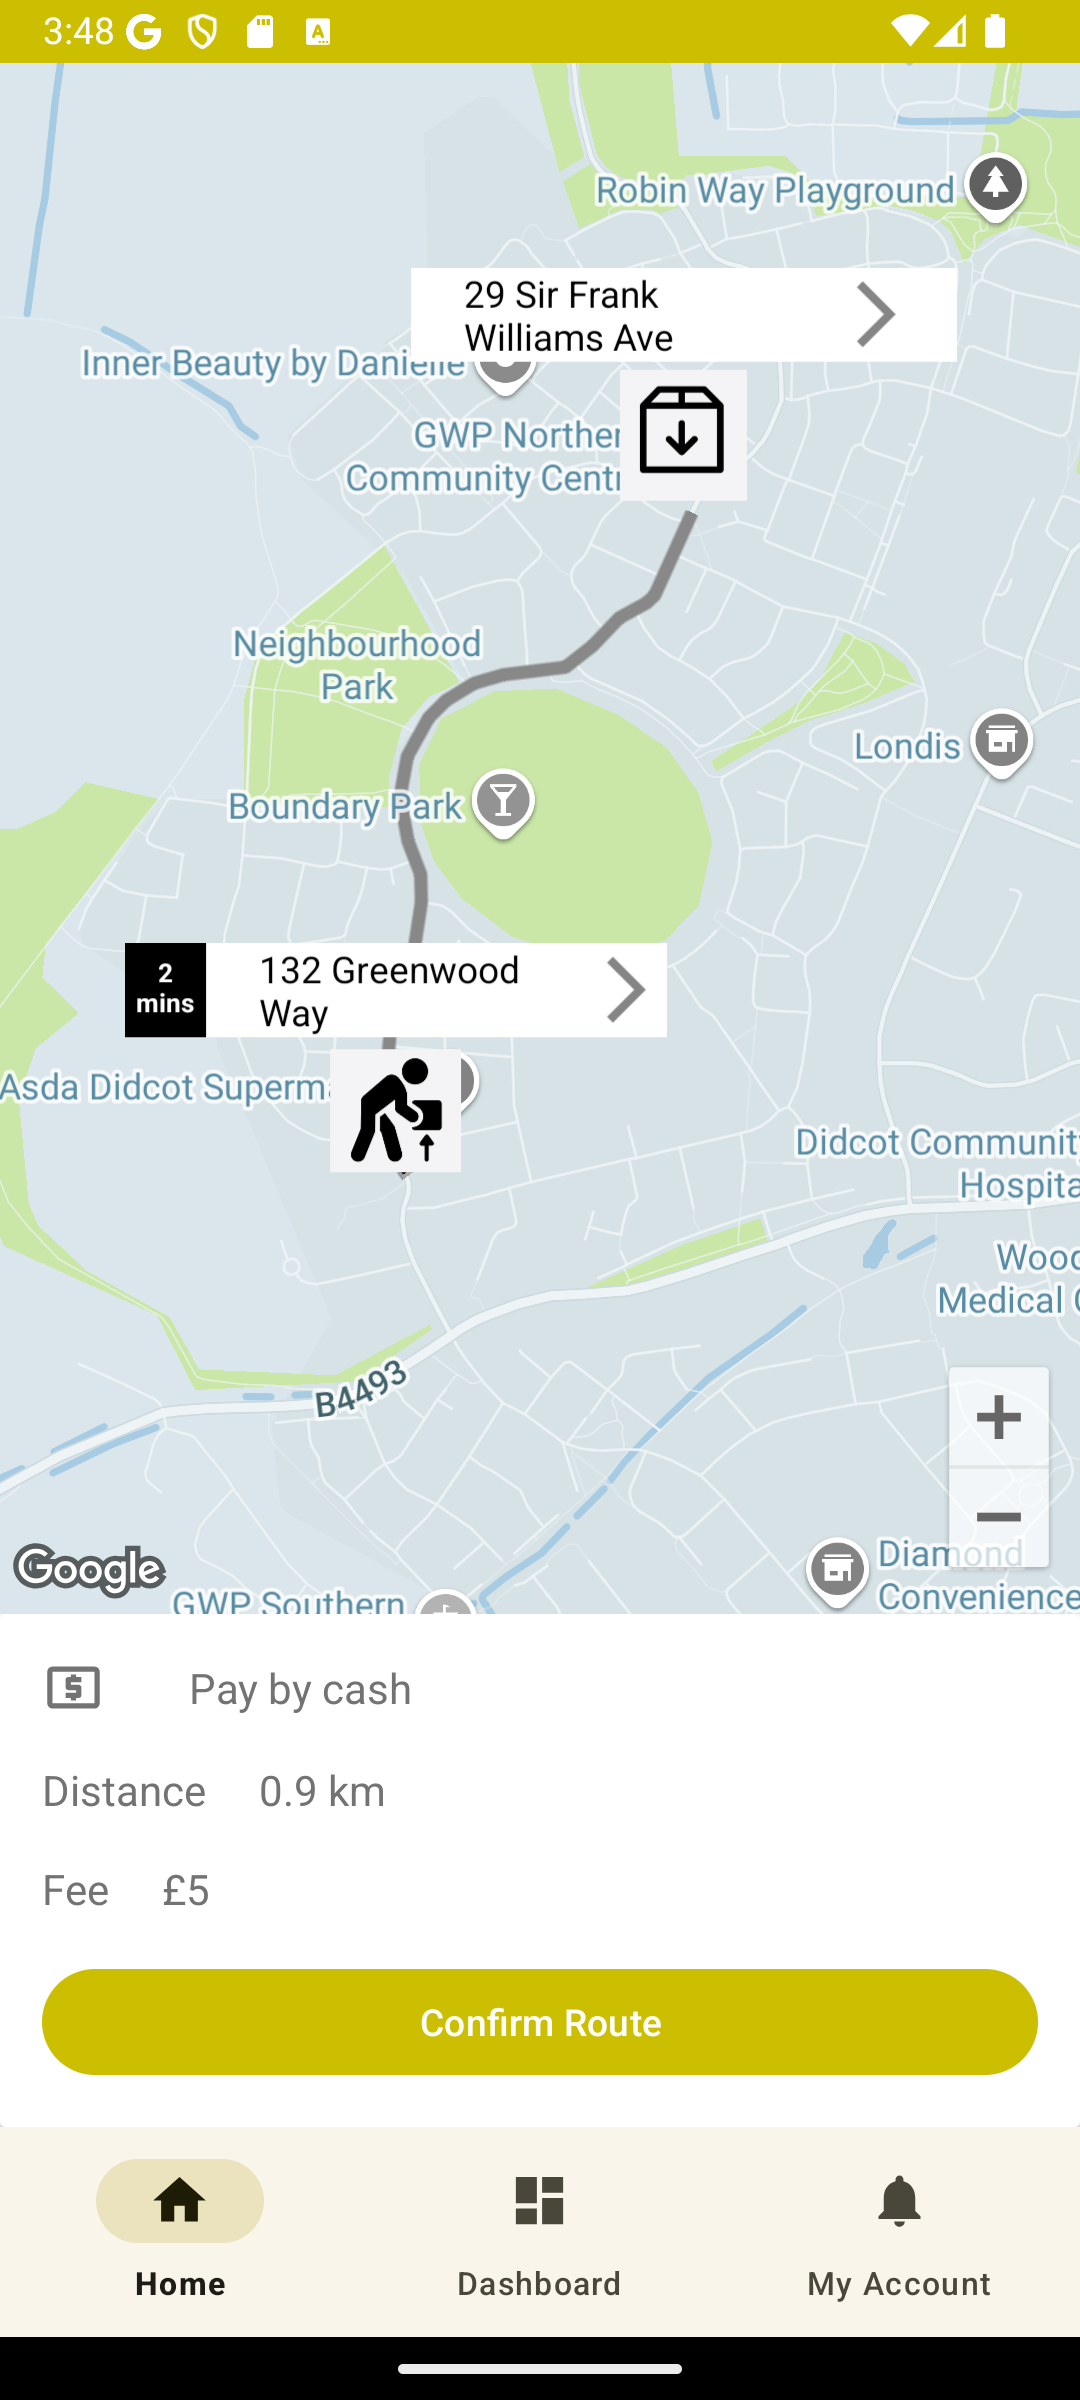 3:48
Robin Way Playground
29 Sir Frank
Williams Ave
Inner Beauty by Danielle
GWP Norther
Community Cent
Neighbourhood
Park
Londis
Boundary Park
2
mins
132 Greenwood
Way
Asda Didcot Superma
Didcot Community
Hospita
Wood
Medical
B4493
Google
Diamond
Convenience
GWP Southern
Pay by cash
Distance 0.9 km
Fee £5
Confirm Route
Home
Dashboard
My Account